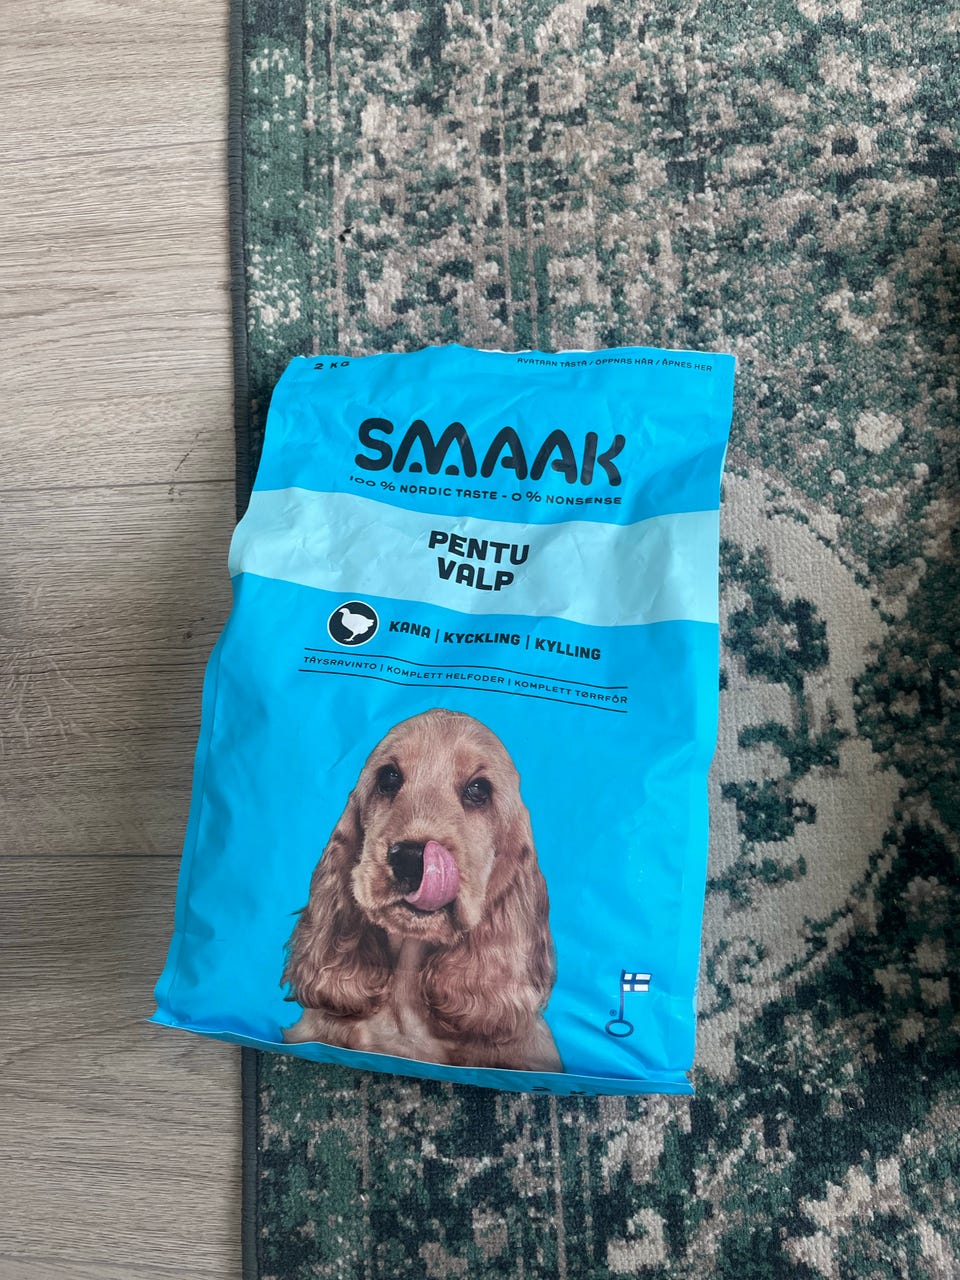 2 KG
AVATAAN TÄSTÄ / ÖPPNAS HÄR / ÅPNES HER
SMAAK
100 % NORDIC TASTE - 0 % NONSENSE
PENTU
VALP
KANA | KYCKLING | KYLLING
TÄYSRAVINTO | KOMPLETT HELFODER | KOMPLETT TØRRFÔR
®